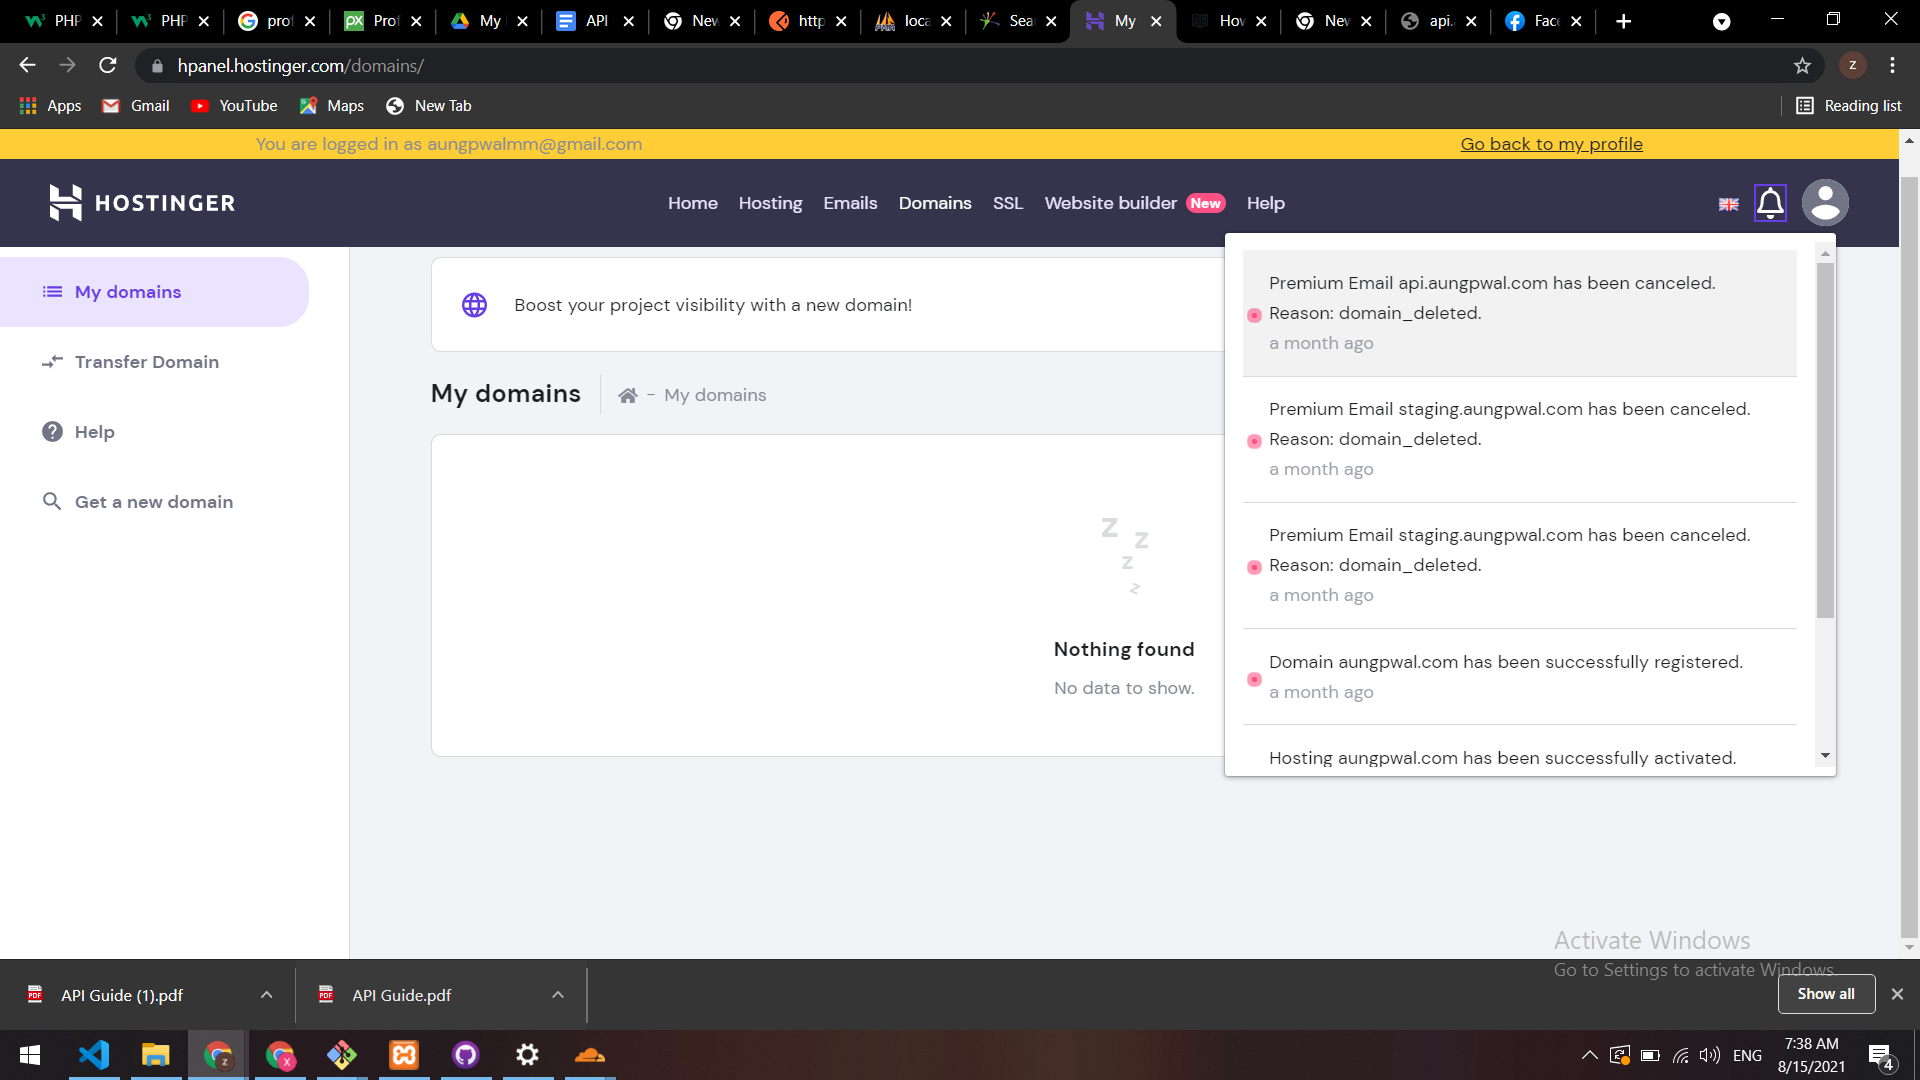 PHP
PHP
prof
Prof
My
API
New
http
loca
Sear
My
How
New
api.
Face
hpanel.hostinger.com/domains/
Z
Apps
Gmail
YouTube
Maps
New Tab
Reading list
You are logged in as aungpwalmm@gmail.com
Go back to my profile
HOSTINGER
Home
Hosting
Emails
Domains
SSL
Website builder New
Help
My domains
Transfer Domain
Help
Get a new domain
Boost your project visibility with a new domain!
My domains
- My domains
z
z
z
z
Nothing found
No data to show.
Premium Email api.aungpwal.com has been canceled.
Reason: domain_deleted.
a month ago
Premium Email staging.aungpwal.com has been canceled.
Reason: domain_deleted.
a month ago
Premium Email staging.aungpwal.com has been canceled.
Reason: domain_deleted.
a month ago
Domain aungpwal.com has been successfully registered.
a month ago
Hosting aungpwal.com has been successfully activated.
Activate Windows
Go to Settings to activate Windows.
API Guide (1).pdf
API Guide.pdf
Show all
ENG
7:38 AM
8/15/2021
4